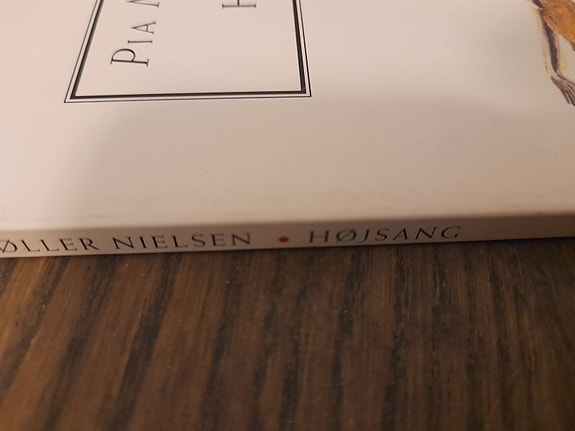 PIA
ØLLER NIELSEN • HØJSANG